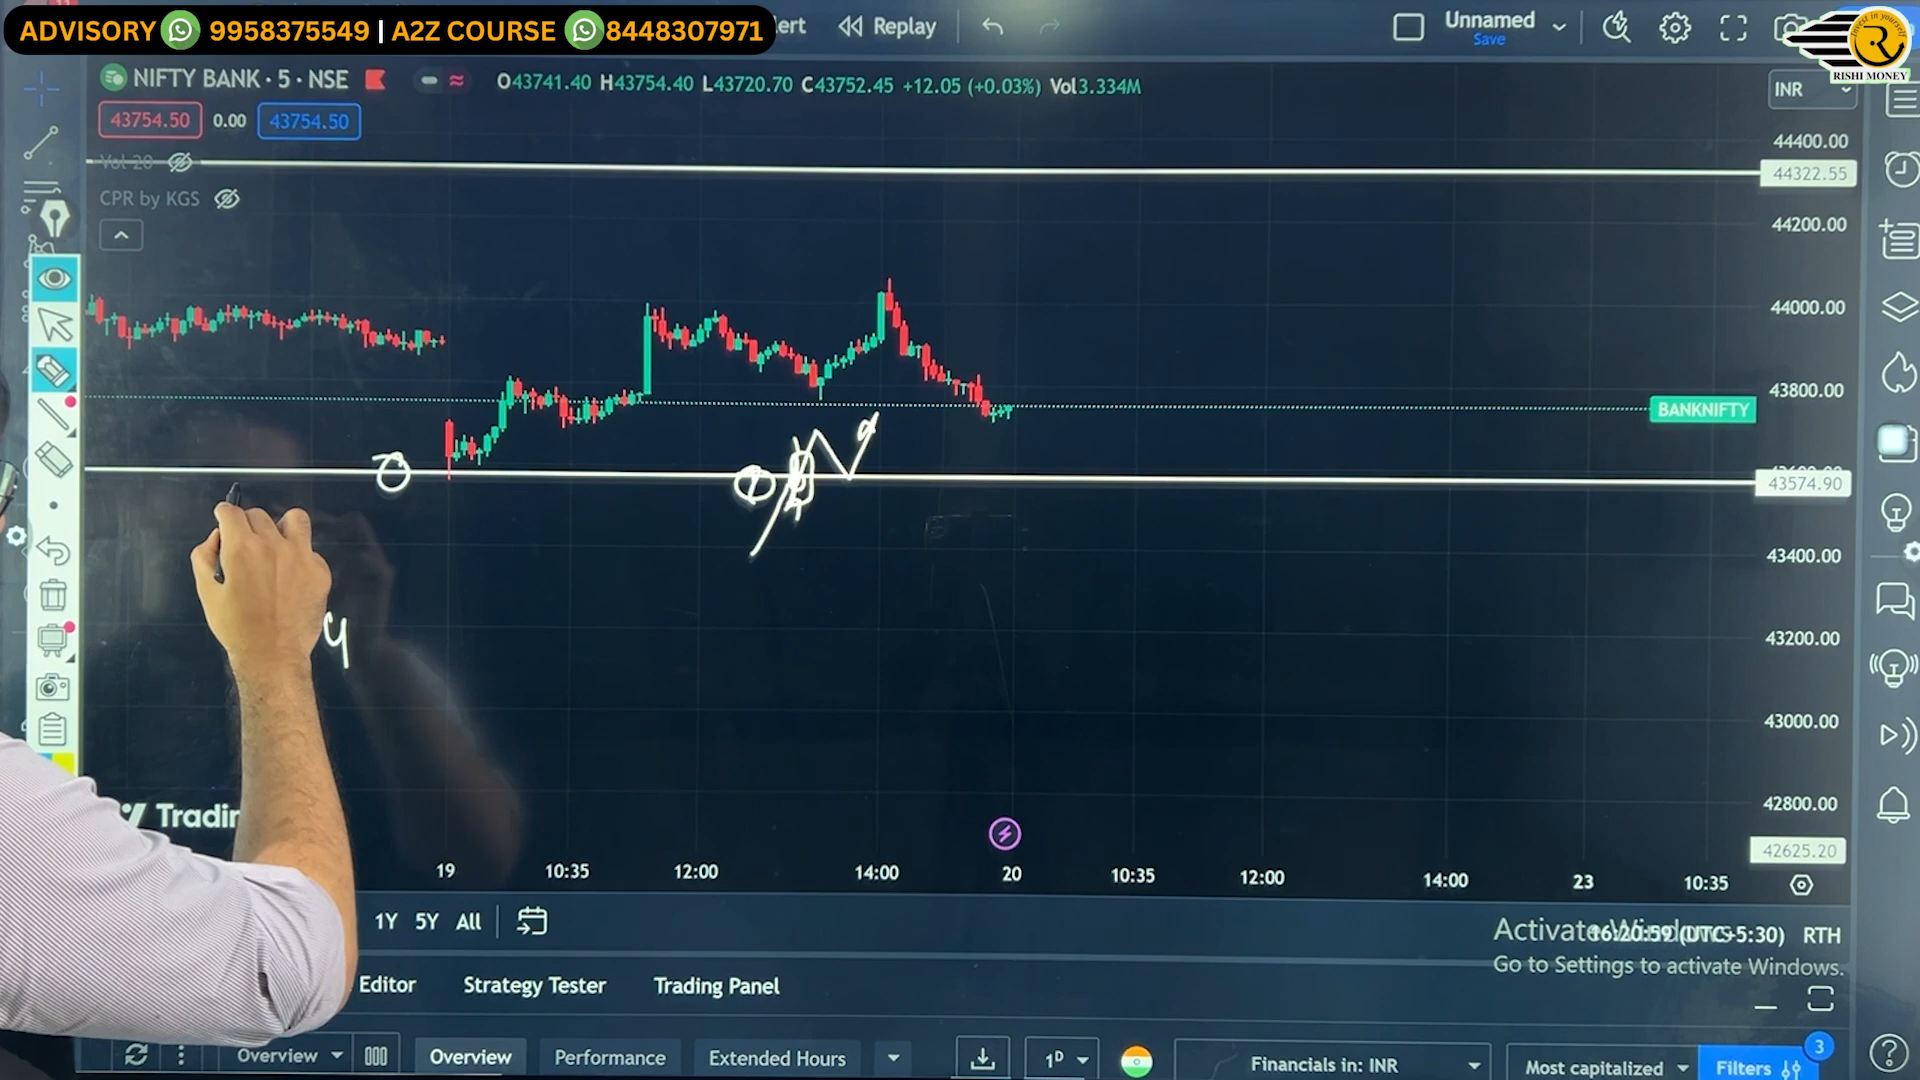 ADVISORY 9958375549 | A2Z COURSE 8448307971
ert Replay
Unnamed
Save
Invest in yourself
RISHI MONEY
NIFTY BANK · 5 · NSE O43741.40 H43754.40 L43720.70 C43752.45 +12.05 (+0.03%) Vol3.334M
INR
43754.50 0.00 43754.50
Vol 20
CPR by KGS
44400.00
44322.55
44200.00
44000.00
43800.00
BANKNIFTY
43574.90
43400.00
43200.00
43000.00
42800.00
42625.20
Tradin
19 10:35 12:00 14:00 20 10:35 12:00 14:00 23 10:35
1Y 5Y All
16:20:59 (UTC+5:30) RTH
Activate Windows
Go to Settings to activate Windows.
Editor Strategy Tester Trading Panel
Overview Overview Performance Extended Hours 1D Financials in: INR Most capitalized Filters 3